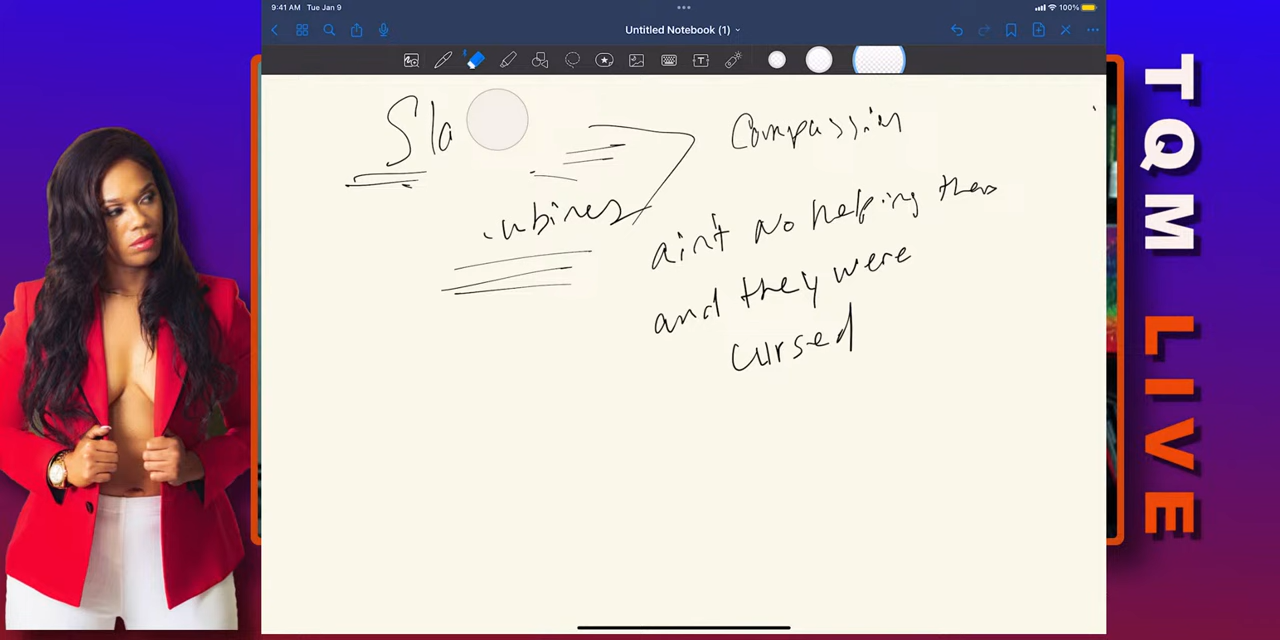 9:41 AM Tue Jan 9
100%
Untitled Notebook (1)
Sla
Compassion
ain't no helping them
and they were
cursed
TQM LIVE